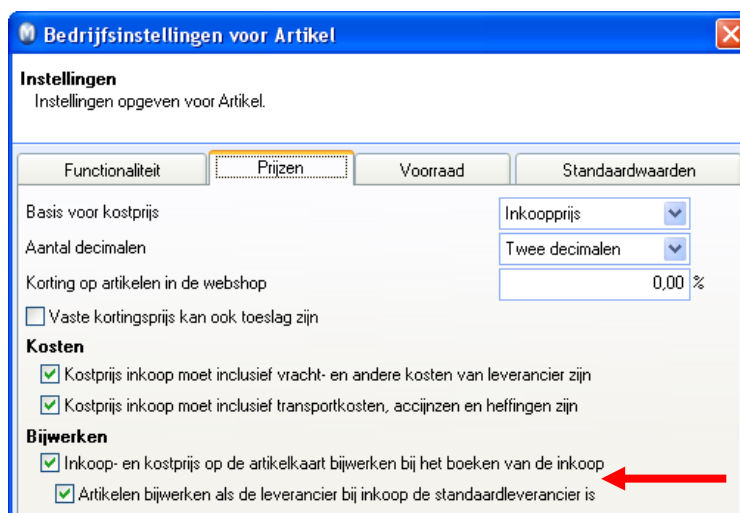 Bedrijfsinstellingen voor Artikel
Instellingen
Instellingen opgeven voor Artikel.
Functionaliteit Prijzen Voorraad Standaardwaarden
Basis voor kostprijs Inkoopprijs
Aantal decimalen Twee decimalen
Korting op artikelen in de webshop 0,00 %
Vaste kortingsprijs kan ook toeslag zijn
Kosten
Kostprijs inkoop moet inclusief vracht- en andere kosten van leverancier zijn
Kostprijs inkoop moet inclusief transportkosten, accijnzen en heffingen zijn
Bijwerken
Inkoop- en kostprijs op de artikelkaart bijwerken bij het boeken van de inkoop
Artikelen bijwerken als de leverancier bij inkoop de standaardleverancier is